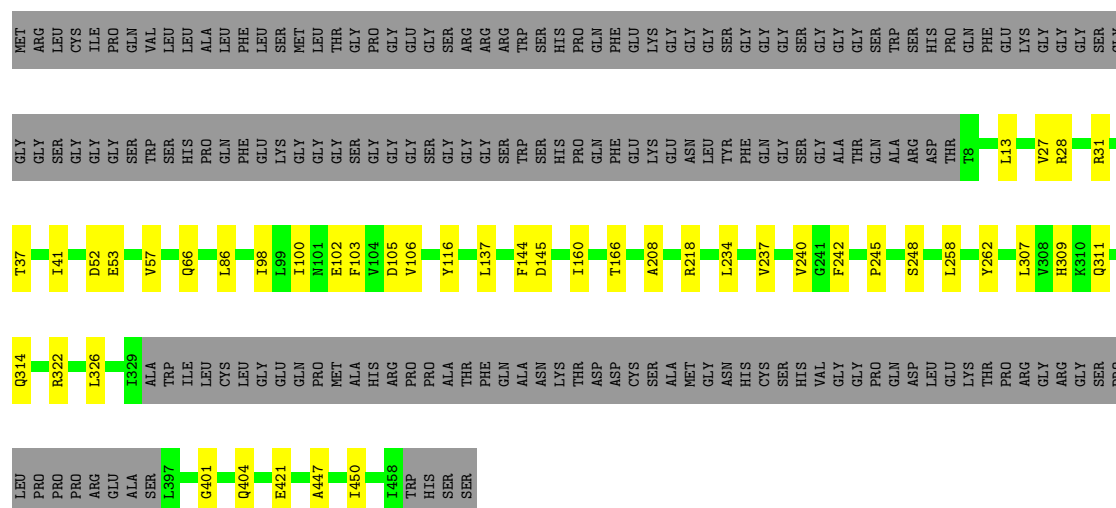 MET ARG LEU CYS ILE PRO GLN VAL LEU LEU ALA LEU PHE LEU SER MET LEU THR GLY PRO GLY GLU GLY SER ARG ARG ARG TRP SER HIS PRO GLN PHE GLU LYS GLY GLY GLY SER GLY GLY GLY SER GLY GLY GLY SER TRP SER HIS PRO GLN PHE GLU LYS GLY GLY GLY SER GLY
GLY GLY SER GLY GLY GLY SER TRP SER HIS PRO GLN PHE GLU LYS GLY GLY GLY SER GLY GLY GLY SER GLY GLY GLY SER TRP SER HIS PRO GLN PHE GLU LYS GLU ASN LEU TYR PHE GLN GLY SER GLY ALA THR GLN ALA ARG ASP THR T8 L13 V27 R28 R31
T37 I41 D52 E53 V57 Q66 L86 I98 L99 I100 N101 E102 F103 V104 D105 V106 Y116 L137 F144 D145 I160 T166 A208 R218 L234 V237 V240 G241 F242 P245 S248 L258 Y262 L307 V308 H309 K310 Q311
Q314 R322 L326 I329 ALA TRP ILE LEU CYS LEU GLY GLU GLN PRO MET ALA HIS ARG PRO PRO ALA THR PHE GLN ALA ASN LYS THR ASP ASP CYS SER ALA MET GLY ASN HIS CYS SER HIS VAL GLY GLY PRO GLN ASP LEU GLU LYS THR PRO ARG GLY ARG GLY SER PRO
LEU PRO PRO PRO ARG GLU ALA SER L397 G401 Q404 E421 A447 I450 I458 TRP HIS SER SER